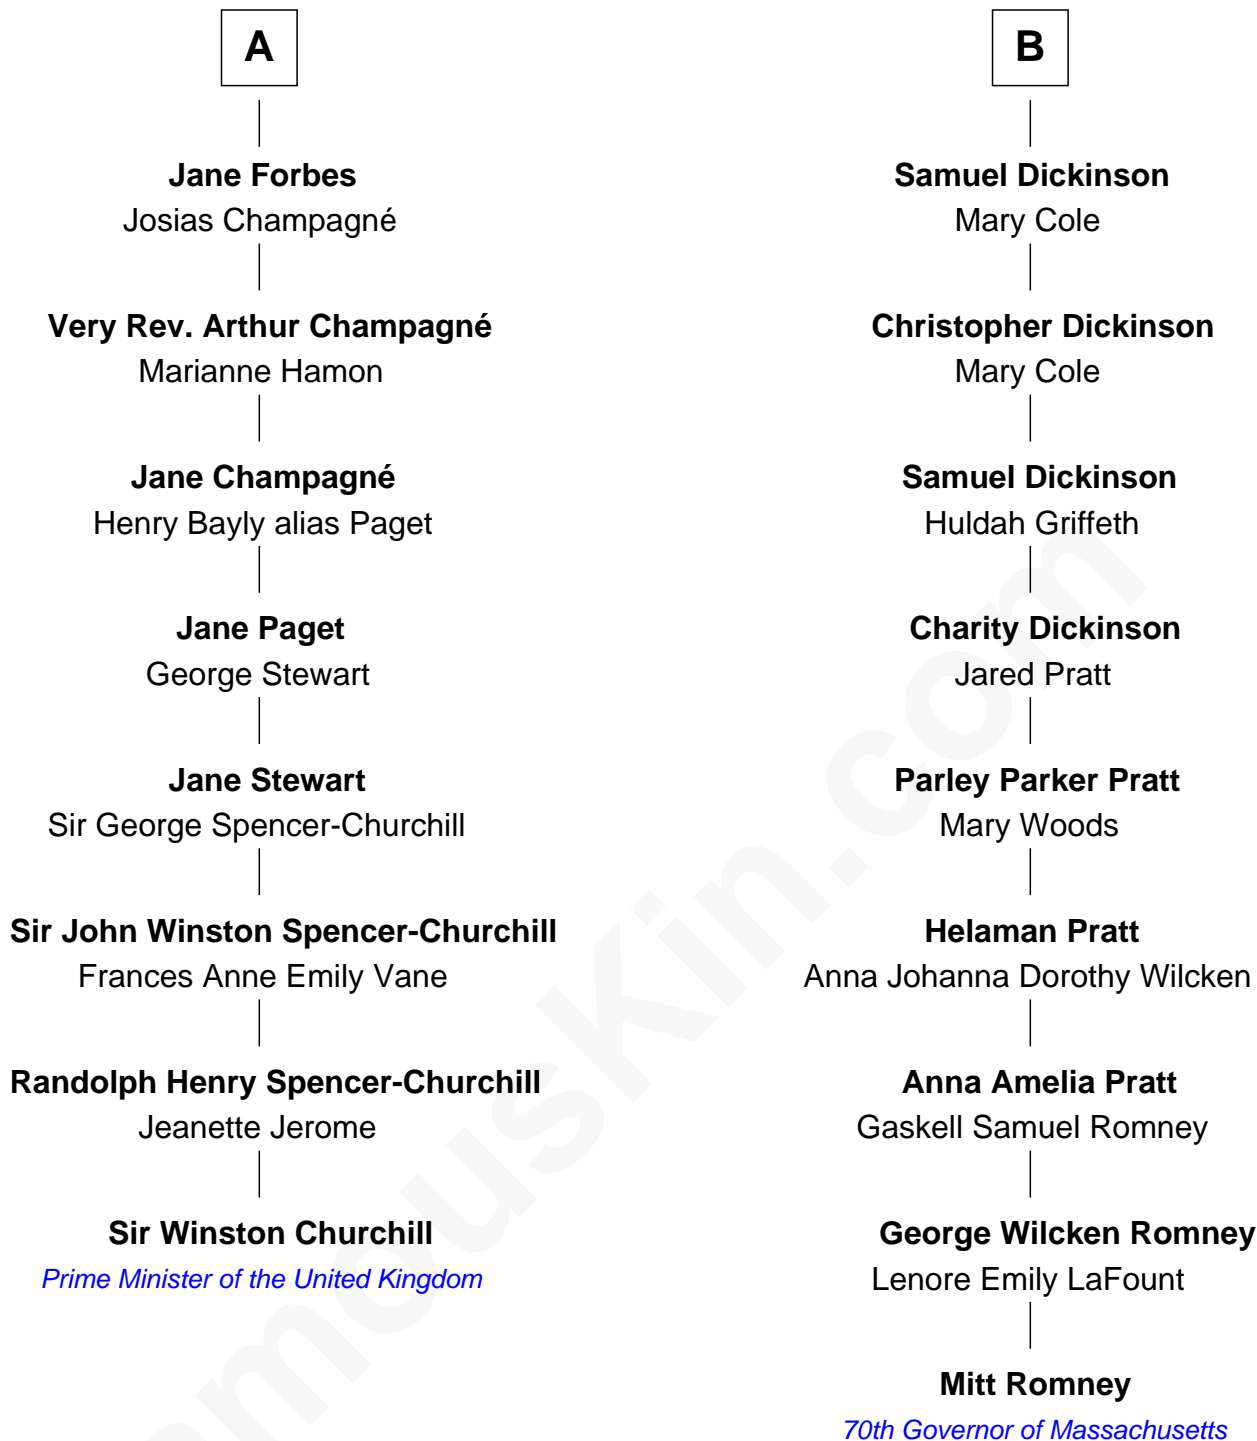 A
Jane Forbes
Josias Champagné
Very Rev. Arthur Champagné
Marianne Hamon
Jane Champagné
Henry Bayly alias Paget
Jane Paget
George Stewart
Jane Stewart
Sir George Spencer-Churchill
Sir John Winston Spencer-Churchill
Frances Anne Emily Vane
Randolph Henry Spencer-Churchill
Jeanette Jerome
Sir Winston Churchill
Prime Minister of the United Kingdom
B
Samuel Dickinson
Mary Cole
Christopher Dickinson
Mary Cole
Samuel Dickinson
Huldah Griffeth
Charity Dickinson
Jared Pratt
Parley Parker Pratt
Mary Woods
Helaman Pratt
Anna Johanna Dorothy Wilcken
Anna Amelia Pratt
Gaskell Samuel Romney
George Wilcken Romney
Lenore Emily LaFount
Mitt Romney
70th Governor of Massachusetts
amousKin.com